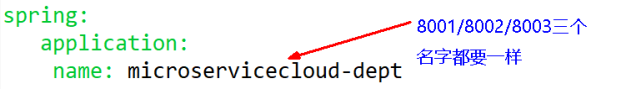 spring:
   application:
    name: microservicecloud-dept
8001/8002/8003三个
名字都要一样